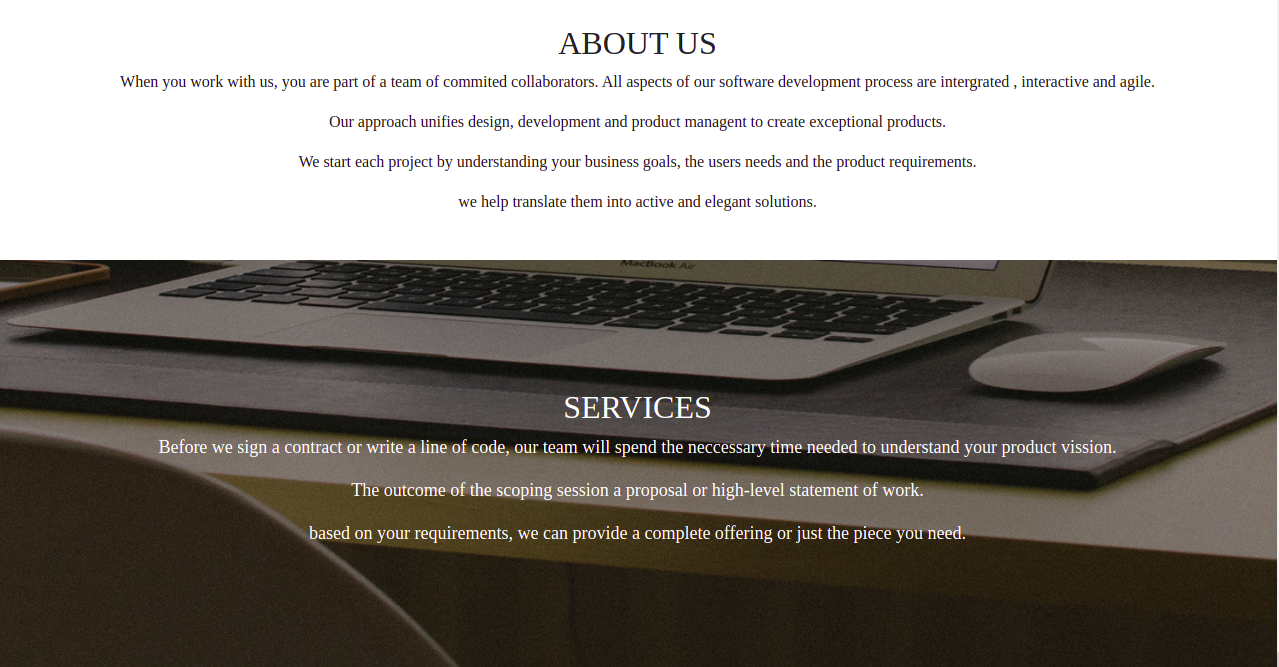 ABOUT US
When you work with us, you are part of a team of commited collaborators. All aspects of our software development process are intergrated , interactive and agile.
Our approach unifies design, development and product managent to create exceptional products.
We start each project by understanding your business goals, the users needs and the product requirements.
we help translate them into active and elegant solutions.
MacBook Air
SERVICES
Before we sign a contract or write a line of code, our team will spend the neccessary time needed to understand your product vission.
The outcome of the scoping session a proposal or high-level statement of work.
based on your requirements, we can provide a complete offering or just the piece you need.